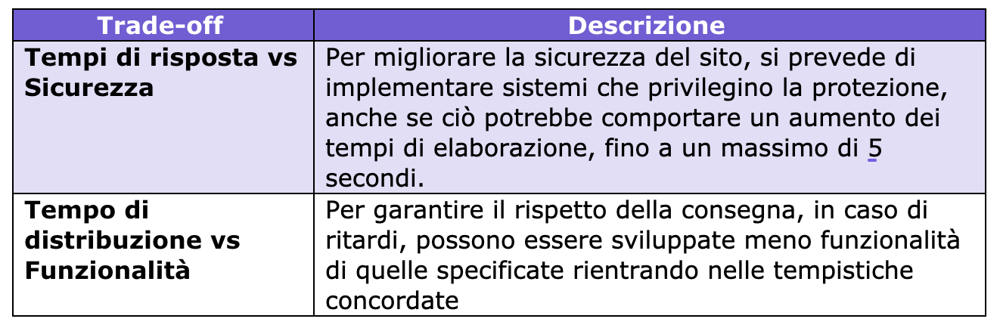 Trade-off
Descrizione
Tempi di risposta vs
Sicurezza
Per migliorare la sicurezza del sito, si prevede di
implementare sistemi che privilegino la protezione,
anche se ciò potrebbe comportare un aumento dei
tempi di elaborazione, fino a un massimo di 5
secondi.
Tempo di
distribuzione vs
Funzionalità
Per garantire il rispetto della consegna, in caso di
ritardi, possono essere sviluppate meno funzionalità
di quelle specificate rientrando nelle tempistiche
concordate